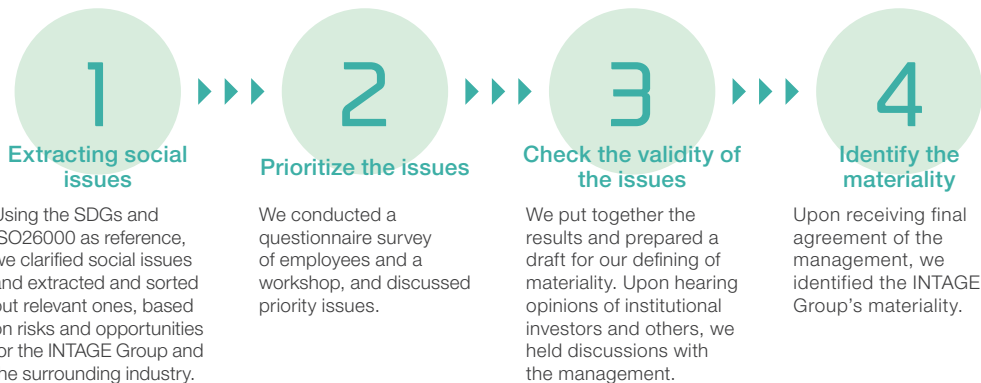 1
Extracting social
issues
Using the SDGs and
ISO26000 as reference,
we clarified social issues
and extracted and sorted
out relevant ones, based
on risks and opportunities
for the INTAGE Group and
the surrounding industry.
2
Prioritize the issues
We conducted a
questionnaire survey
of employees and a
workshop, and discussed
priority issues.
3
Check the validity of
the issues
We put together the
results and prepared a
draft for our defining of
materiality. Upon hearing
opinions of institutional
investors and others, we
held discussions with
the management.
4
Identify the
materiality
Upon receiving final
agreement of the
management, we
identified the INTAGE
Group's materiality.